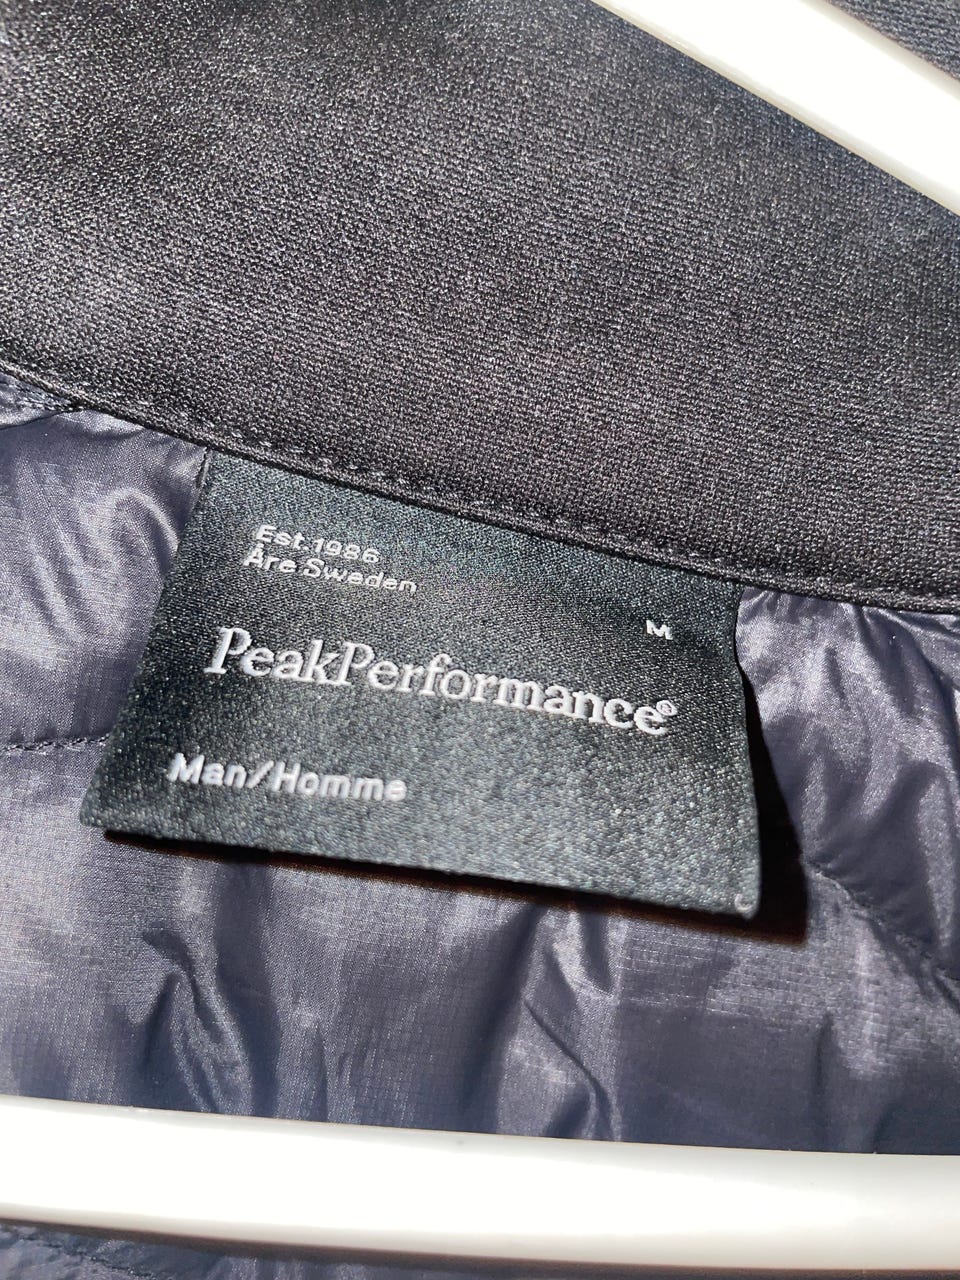 Est.1986
Åre Sweden
M
PeakPerformance®
Man/Homme